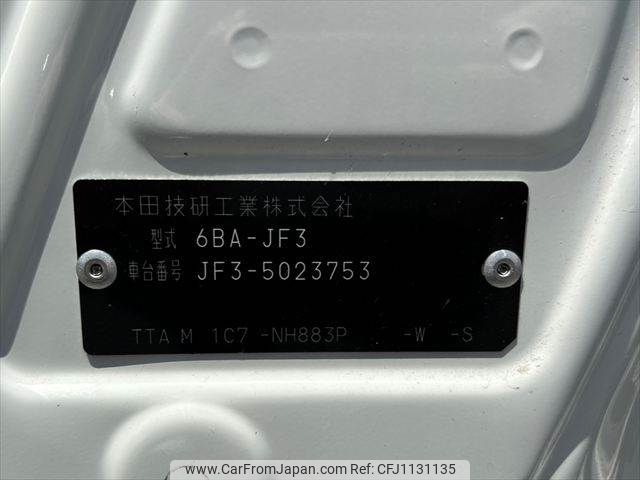 本田技研工業株式会社
型式 6BA-JF3
車台番号 JF3-5023753
TTA M 1C7 -NH883P -W -S
www.CarFromJapan.com CFJ1131135